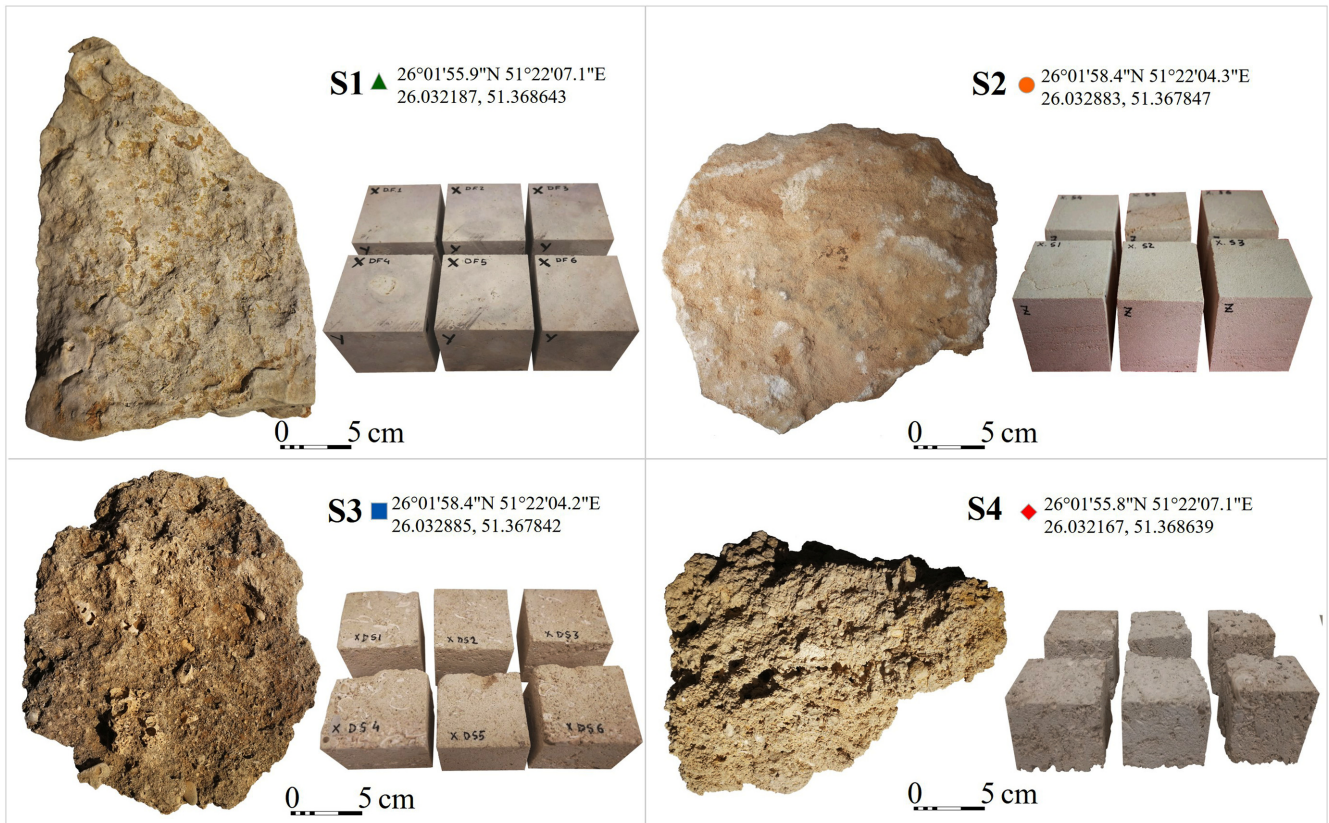 S1
26°01'55.9"N 51°22'07.1"E
26.032187, 51.368643
X DF1
X DF2
X DF3
Y
Y
Y
X DF4
X DF5
X DF6
Y
Y
Y
0 5 cm
S2
26°01'58.4"N 51°22'04.3"E
26.032883, 51.367847
X. S1
X. S2
X. S3
Z
Z
Z
0 5 cm
S3
26°01'58.4"N 51°22'04.2"E
26.032885, 51.367842
X DS1
X DS2
X DS3
X DS4
X DS5
X DS6
0 5 cm
S4
26°01'55.8"N 51°22'07.1"E
26.032167, 51.368639
0 5 cm